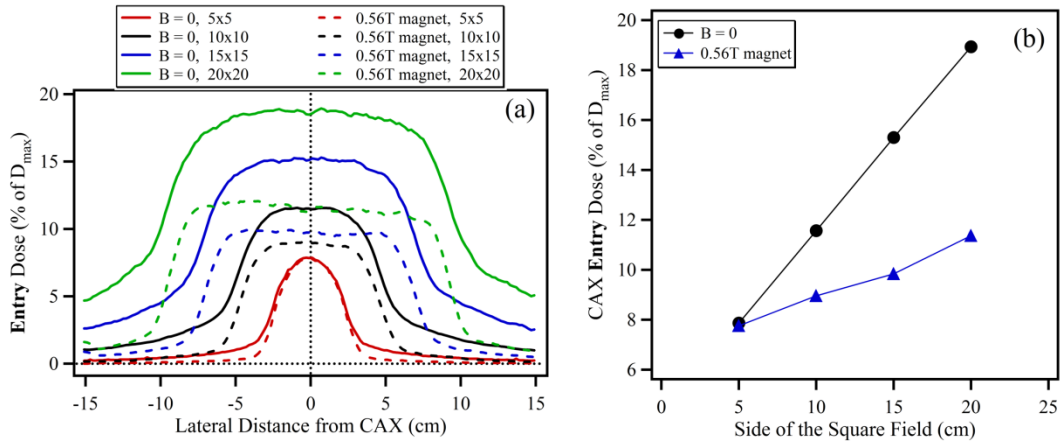 B = 0, 5x5
B = 0, 10x10
B = 0, 15x15
B = 0, 20x20
0.56T magnet, 5x5
0.56T magnet, 10x10
0.56T magnet, 15x15
0.56T magnet, 20x20
(a)
Entry Dose (% of Dmax)
20
15
10
5
0
-15 -10 -5 0 5 10 15
Lateral Distance from CAX (cm)
B = 0
0.56T magnet
(b)
CAX Entry Dose (% of Dmax)
18
16
14
12
10
8
6
0 5 10 15 20 25
Side of the Square Field (cm)